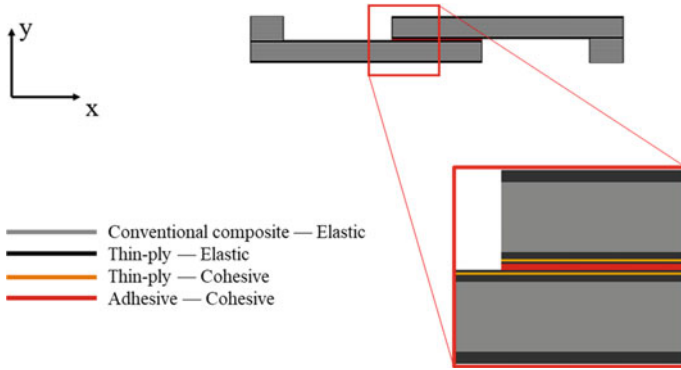 y
x
Conventional composite — Elastic
Thin-ply — Elastic
Thin-ply — Cohesive
Adhesive — Cohesive